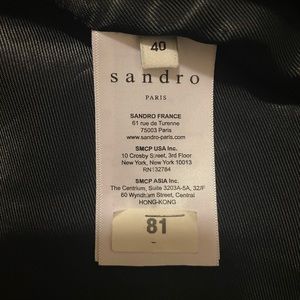 40
sandro
PARIS
SANDRO FRANCE
61 rue de Turenne
75003 Paris
www.sandro-paris.com
SMCP USA Inc.
10 Crosby Street, 3rd Floor
New York, New York 10013
RN132784
SMCP ASIA Inc.
The Centrium, Suite 3203A-5A, 32/F
60 Wyndham Street, Central
HONG-KONG
81